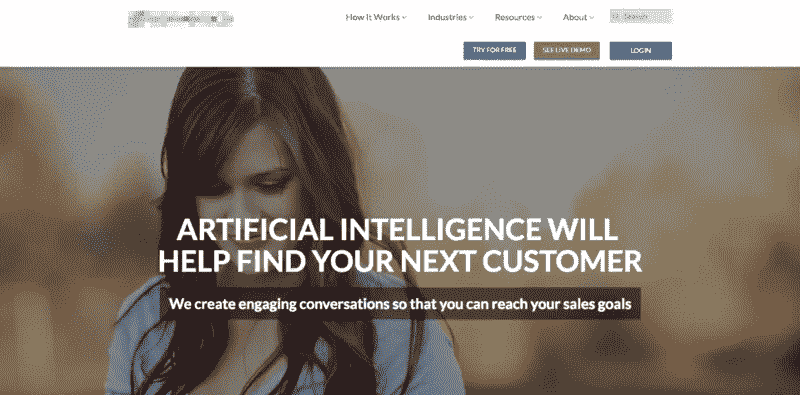 How It Works
Industries
Resources
About
Search
TRY FOR FREE
SEE LIVE DEMO
LOGIN
ARTIFICIAL INTELLIGENCE WILL
HELP FIND YOUR NEXT CUSTOMER
We create engaging conversations so that you can reach your sales goals